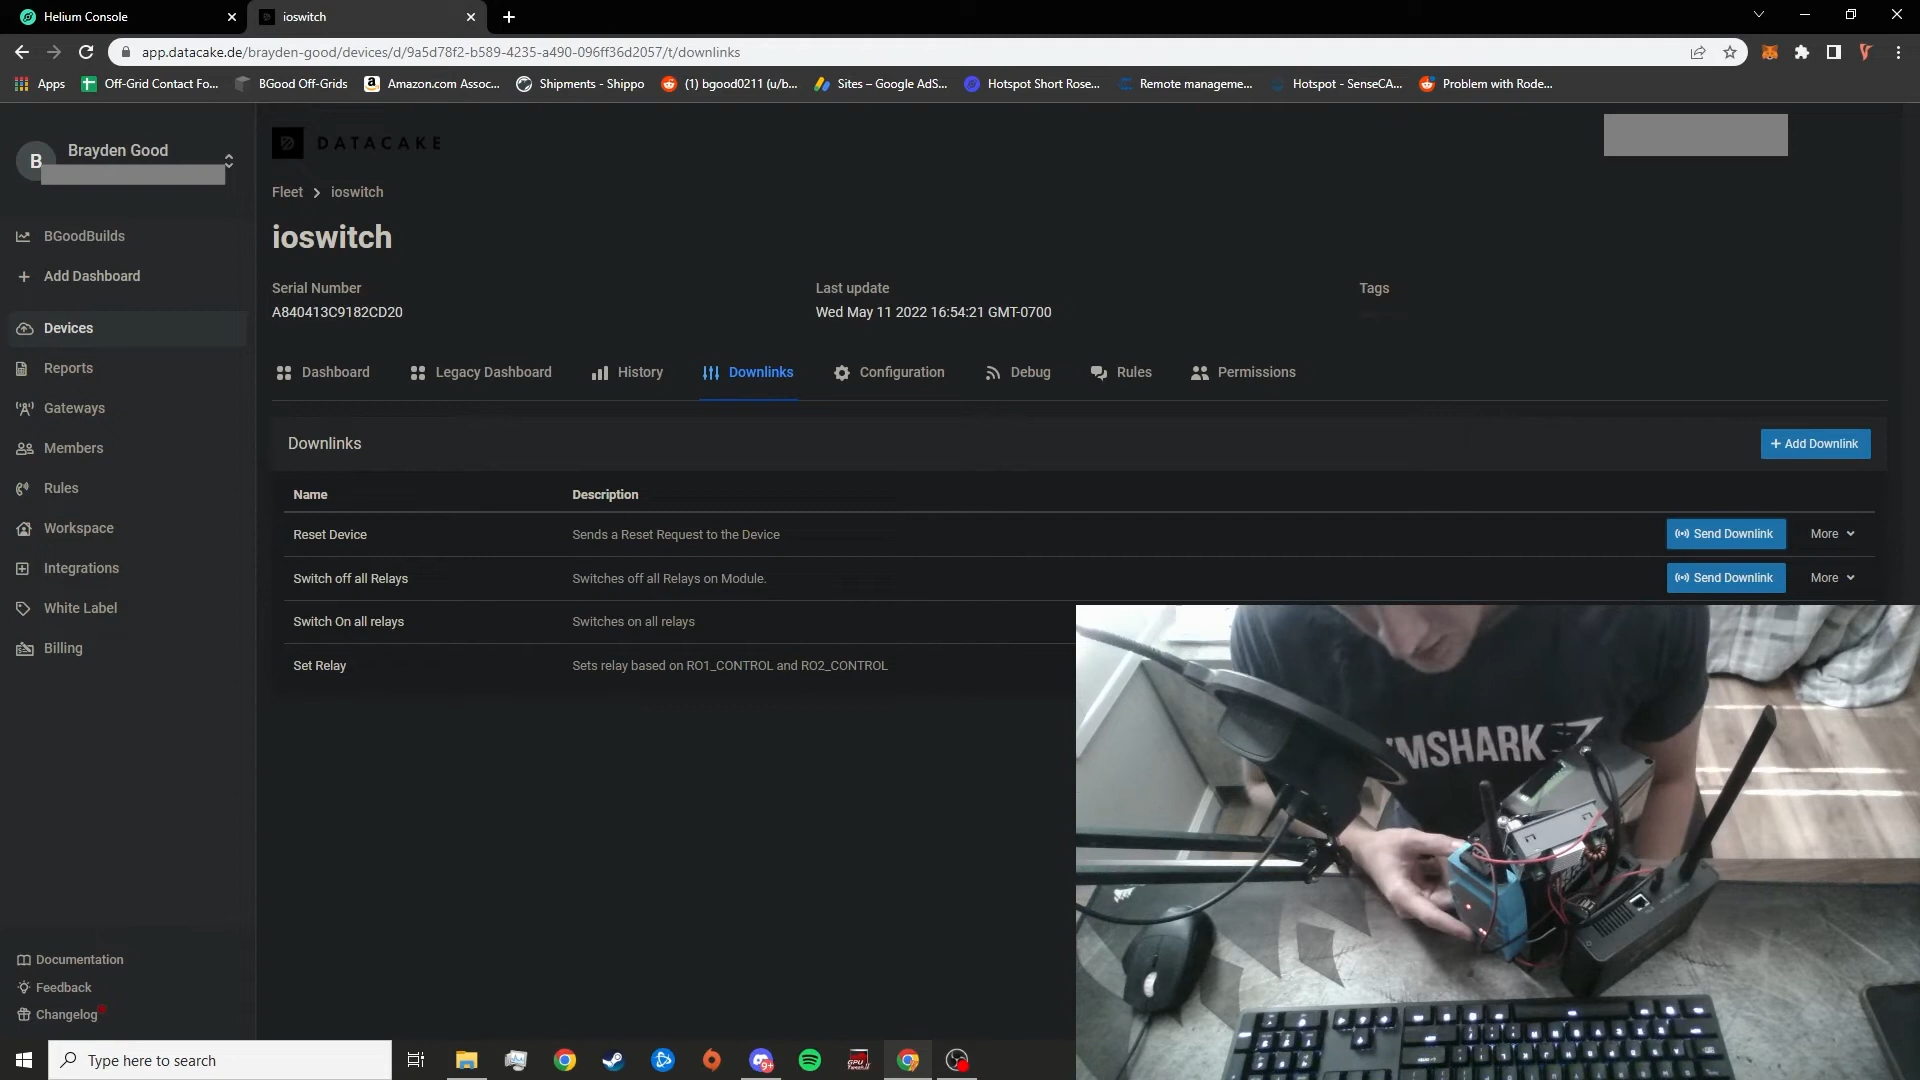 Helium Console
ioswitch
app.datacake.de/brayden-good/devices/d/9a5d78f2-b589-4235-a490-096ff36d2057/t/downlinks
Apps
Off-Grid Contact Fo...
BGood Off-Grids
Amazon.com Assoc...
Shipments - Shippo
(1) bgood0211 (u/b...
Sites – Google AdS...
Hotspot Short Rose...
Remote manageme...
Hotspot - SenseCA...
Problem with Rode...
B
Brayden Good
BGoodBuilds
Add Dashboard
Devices
Reports
Gateways
Members
Rules
Workspace
Integrations
White Label
Billing
Documentation
Feedback
Changelog
DATACAKE
Fleet > ioswitch
ioswitch
Serial Number
A840413C9182CD20
Last update
Wed May 11 2022 16:54:21 GMT-0700
Tags
Dashboard
Legacy Dashboard
History
Downlinks
Configuration
Debug
Rules
Permissions
Downlinks
+ Add Downlink
Name Description
Reset Device Sends a Reset Request to the Device Send Downlink More
Switch off all Relays Switches off all Relays on Module. Send Downlink More
Switch On all relays Switches on all relays
Set Relay Sets relay based on RO1_CONTROL and RO2_CONTROL
MSHARK
Type here to search
9+